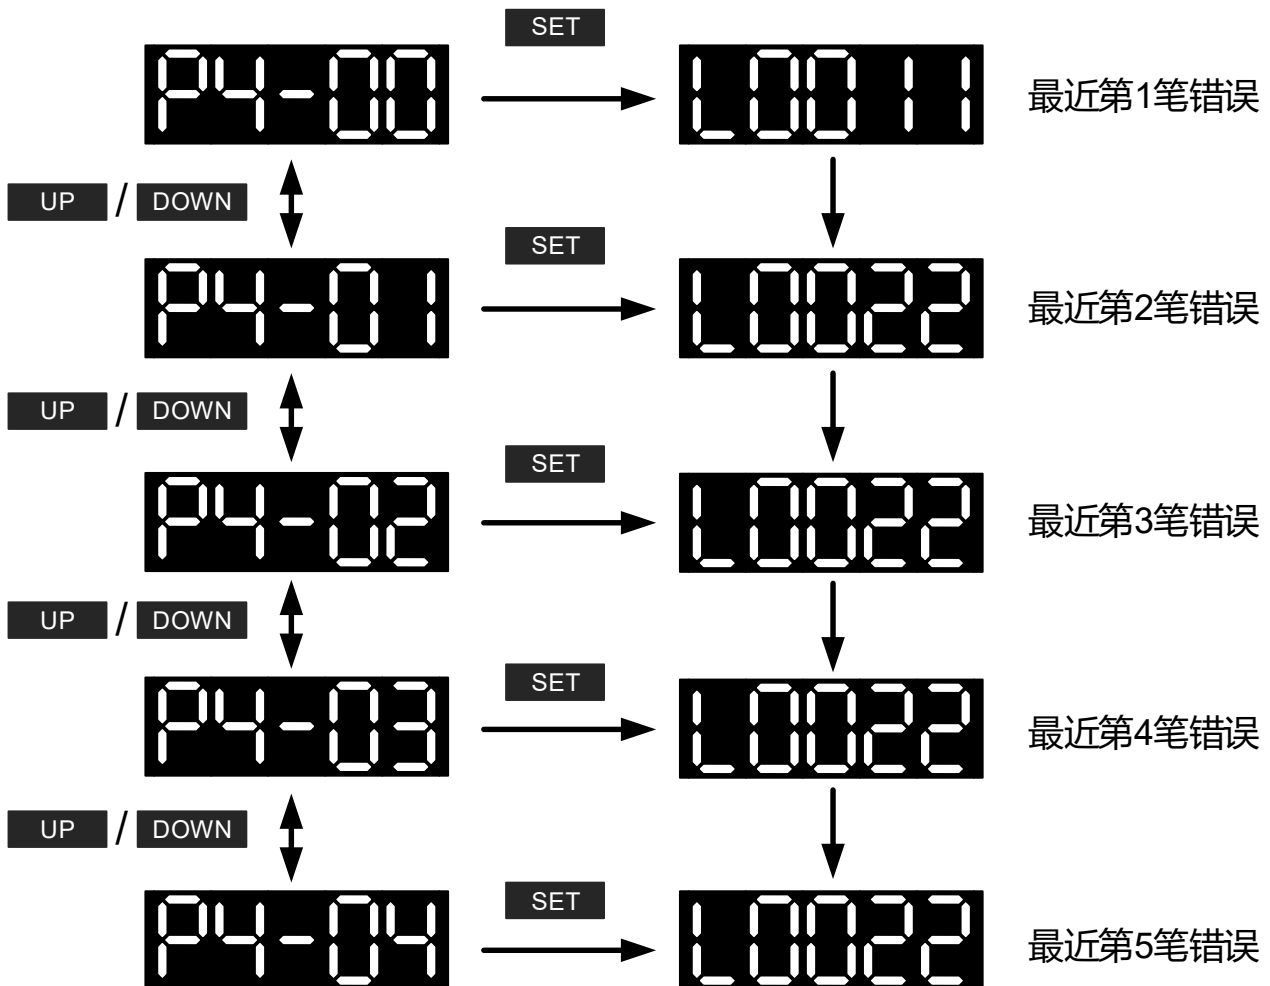 SET
P4-00 L0011 最近第1笔错误
UP / DOWN
SET
P4-01 L0022 最近第2笔错误
UP / DOWN
SET
P4-02 L0022 最近第3笔错误
UP / DOWN
SET
P4-03 L0022 最近第4笔错误
UP / DOWN
SET
P4-04 L0022 最近第5笔错误